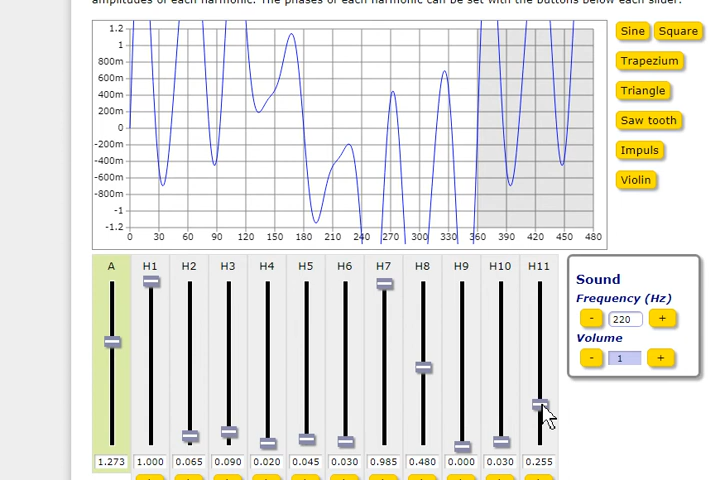 amplitudes of each harmonic. The phases of each harmonic can be set with the buttons below each slider.
1.2
1
800m
600m
400m
200m
0
-200m
-400m
-600m
-800m
-1
-1.2
0 30 60 90 120 150 180 210 240 270 300 330 360 390 420 450 480
Sine Square
Trapezium
Triangle
Saw tooth
Impuls
Violin
A H1 H2 H3 H4 H5 H6 H7 H8 H9 H10 H11
1.273 1.000 0.065 0.090 0.020 0.045 0.030 0.985 0.480 0.000 0.030 0.255
Sound
Frequency (Hz)
- 220 +
Volume
- 1 +